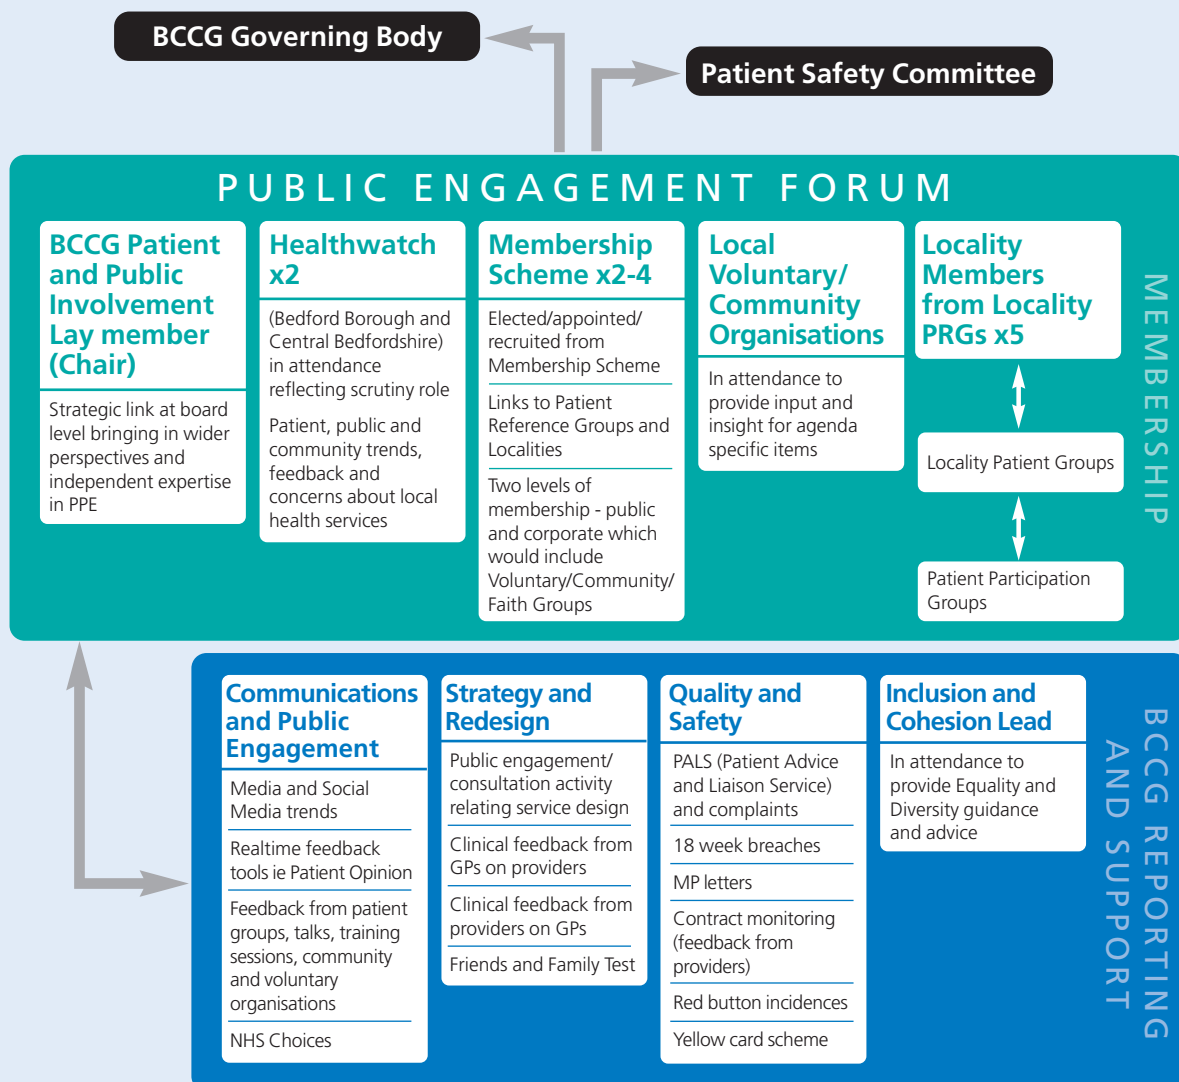 BCCG Governing Body
Patient Safety Committee
PUBLIC ENGAGEMENT FORUM
BCCG Patient
and Public
Involvement
Lay member
(Chair)
Strategic link at board
level bringing in wider
perspectives and
independent expertise
in PPE
Healthwatch
x2
(Bedford Borough and
Central Bedfordshire)
in attendance
reflecting scrutiny role
Patient, public and
community trends,
feedback and
concerns about local
health services
Membership
Scheme x2-4
Elected/appointed/
recruited from
Membership Scheme
Links to Patient
Reference Groups and
Localities
Two levels of
membership - public
and corporate which
would include
Voluntary/Community/
Faith Groups
Local
Voluntary/
Community
Organisations
In attendance to
provide input and
insight for agenda
specific items
Locality
Members
from Locality
PRGs x5
Locality Patient Groups
Patient Participation
Groups
MEMBERSHIP
Communications
and Public
Engagement
Media and Social
Media trends
Realtime feedback
tools ie Patient Opinion
Feedback from patient
groups, talks, training
sessions, community
and voluntary
organisations
NHS Choices
Strategy and
Redesign
Public engagement/
consultation activity
relating service design
Clinical feedback from
GPs on providers
Clinical feedback from
providers on GPs
Friends and Family Test
Quality and
Safety
PALS (Patient Advice
and Liaison Service)
and complaints
18 week breaches
MP letters
Contract monitoring
(feedback from
providers)
Red button incidences
Yellow card scheme
Inclusion and
Cohesion Lead
In attendance to
provide Equality and
Diversity guidance
and advice
BCCG REPORTING
AND SUPPORT